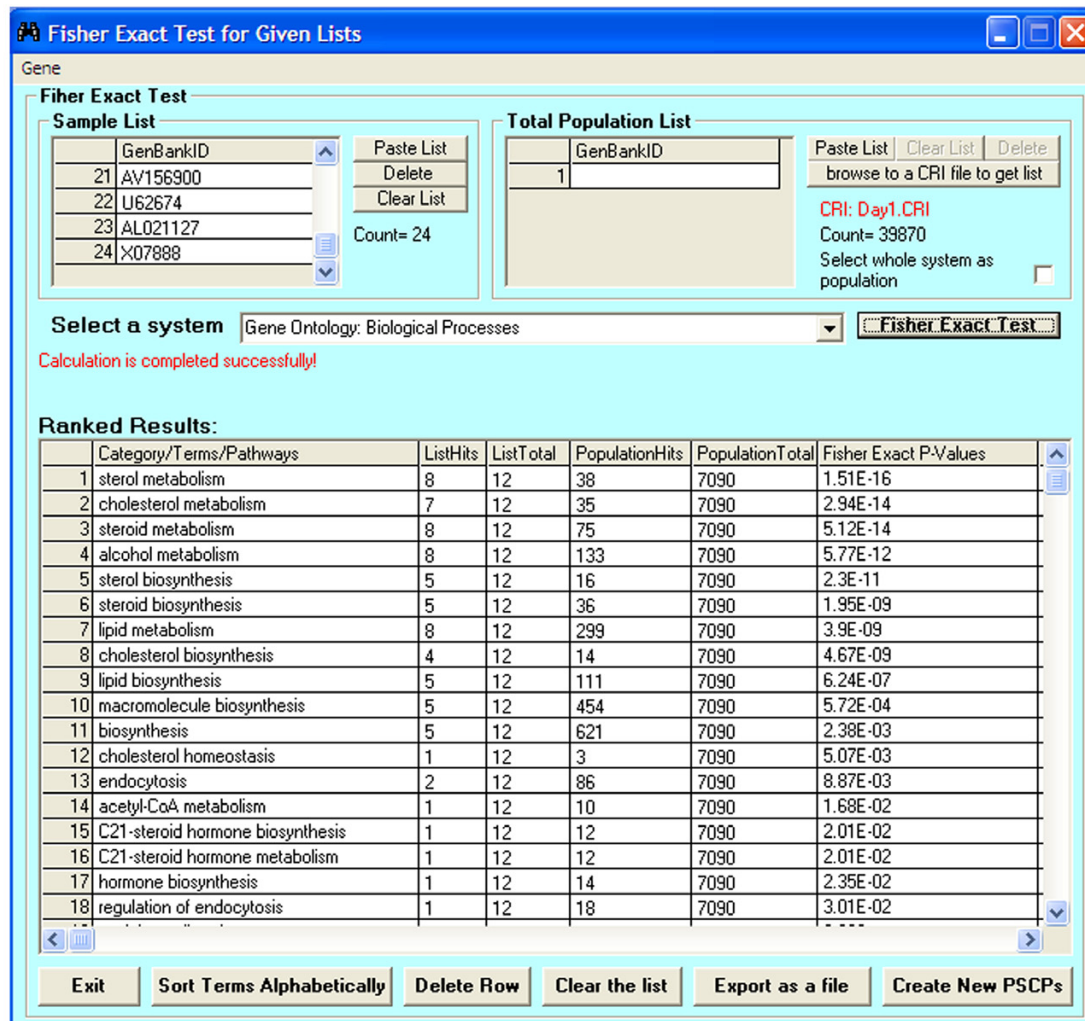 Fisher Exact Test for Given Lists
Gene
Fiher Exact Test
Sample List
GenBankID
21 AV156900
22 U62674
23 AL021127
24 X07888
Paste List
Delete
Clear List
Count= 24
Total Population List
GenBankID
1
Paste List Clear List Delete
browse to a CRI file to get list
CRI: Day1.CRI
Count= 39870
Select whole system as
population
Select a system Gene Ontology: Biological Processes Fisher Exact Test
Calculation is completed successfully!
Ranked Results:
Category/Terms/Pathways ListHits ListTotal PopulationHits PopulationTotal Fisher Exact P-Values
1 sterol metabolism 8 12 38 7090 1.51E-16
2 cholesterol metabolism 7 12 35 7090 2.94E-14
3 steroid metabolism 8 12 75 7090 5.12E-14
4 alcohol metabolism 8 12 133 7090 5.77E-12
5 sterol biosynthesis 5 12 16 7090 2.3E-11
6 steroid biosynthesis 5 12 36 7090 1.95E-09
7 lipid metabolism 8 12 299 7090 3.9E-09
8 cholesterol biosynthesis 4 12 14 7090 4.67E-09
9 lipid biosynthesis 5 12 111 7090 6.24E-07
10 macromolecule biosynthesis 5 12 454 7090 5.72E-04
11 biosynthesis 5 12 621 7090 2.38E-03
12 cholesterol homeostasis 1 12 3 7090 5.07E-03
13 endocytosis 2 12 86 7090 8.87E-03
14 acetyl-CoA metabolism 1 12 10 7090 1.68E-02
15 C21-steroid hormone biosynthesis 1 12 12 7090 2.01E-02
16 C21-steroid hormone metabolism 1 12 12 7090 2.01E-02
17 hormone biosynthesis 1 12 14 7090 2.35E-02
18 regulation of endocytosis 1 12 18 7090 3.01E-02
Exit Sort Terms Alphabetically Delete Row Clear the list Export as a file Create New PSCPs